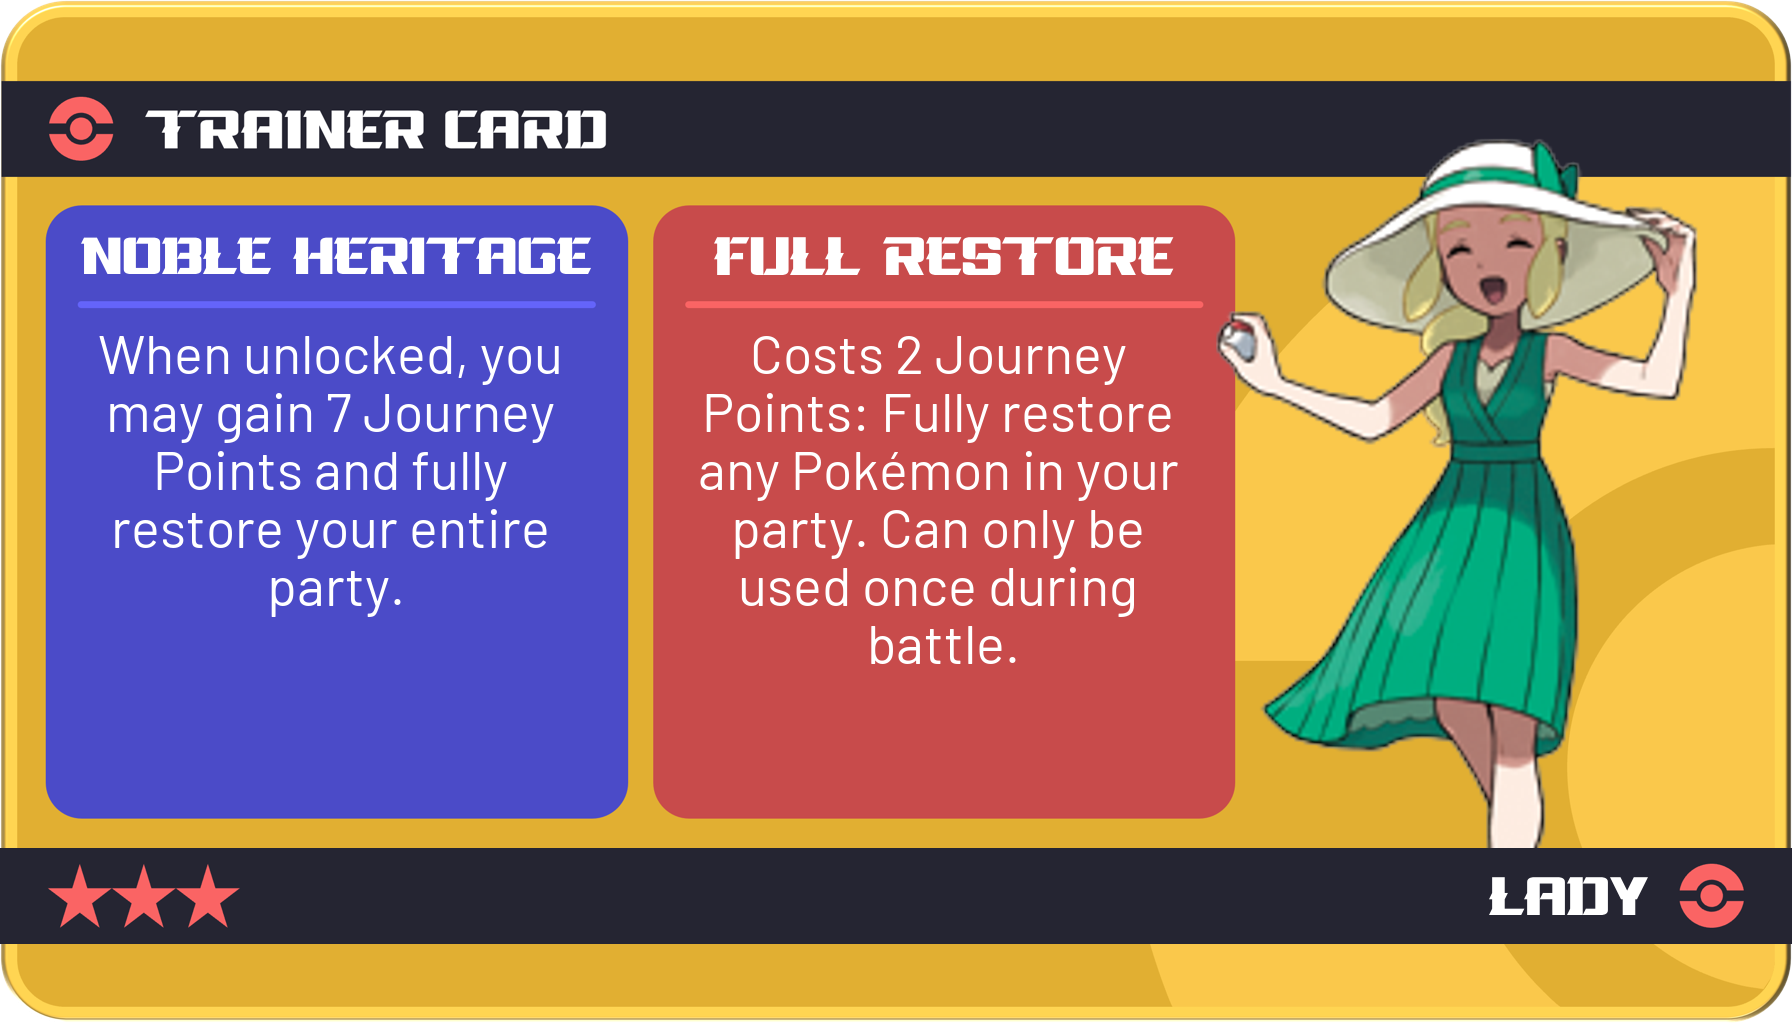 TRAINER CARD
NOBLE HERITAGE
When unlocked, you
may gain 7 Journey
Points and fully
restore your entire
party.
FULL RESTORE
Costs 2 Journey
Points: Fully restore
any Pokémon in your
party. Can only be
used once during
battle.
LADY